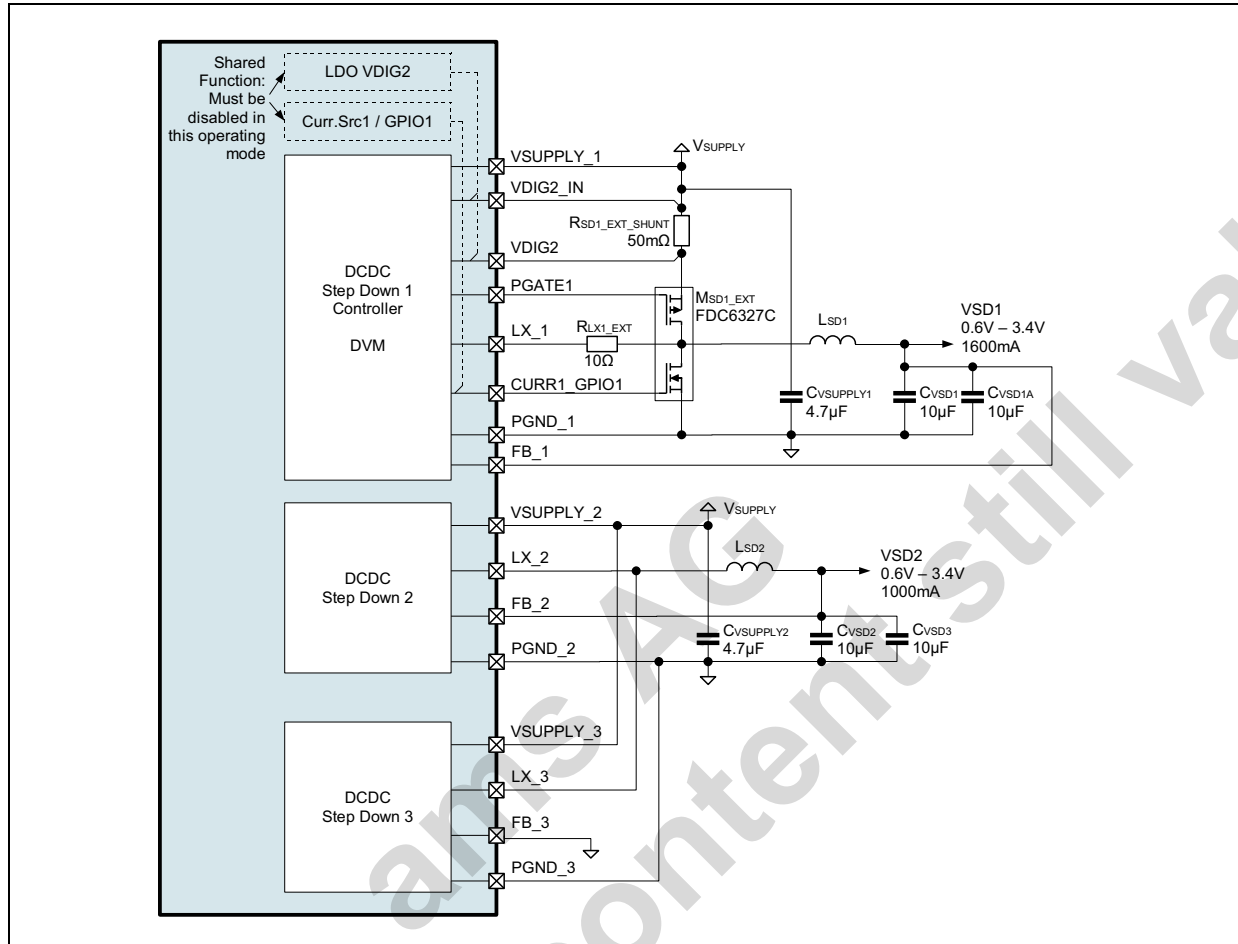 Shared
Function:
Must be
disabled in
this operating
mode
LDO VDIG2
Curr.Src1 / GPIO1
DCDC
Step Down 1
Controller
DVM
VSUPPLY_1
VDIG2_IN
VDIG2
PGATE1
LX_1
CURR1_GPIO1
PGND_1
FB_1
VSUPPLY
RSD1_EXT_SHUNT
50mΩ
MSD1_EXT
FDC6327C
RLX1_EXT
10Ω
LSD1
VSD1
0.6V – 3.4V
1600mA
CVSUPPLY1
4.7µF
CVSD1
10µF
CVSD1A
10µF
DCDC
Step Down 2
VSUPPLY_2
LX_2
FB_2
PGND_2
VSUPPLY
LSD2
VSD2
0.6V – 3.4V
1000mA
CVSUPPLY2
4.7µF
CVSD2
10µF
CVSD3
10µF
DCDC
Step Down 3
VSUPPLY_3
LX_3
FB_3
PGND_3
ams AG
content still va